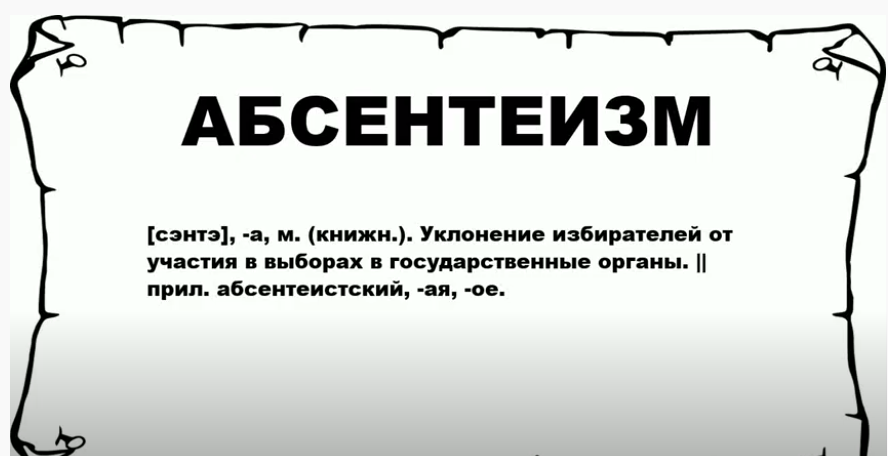 АБСЕНТЕИЗМ
[сэнтэ], -а, м. (книжн.). Уклонение избирателей от
участия в выборах в государственные органы. ||
прил. абсентеистский, -ая, -ое.